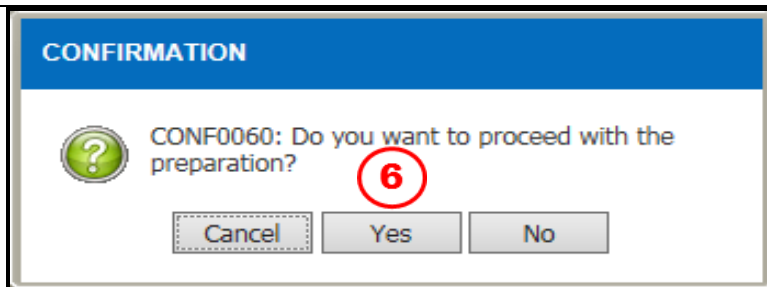 CONFIRMATION
CONF0060: Do you want to proceed with the
preparation?
6
Cancel Yes No